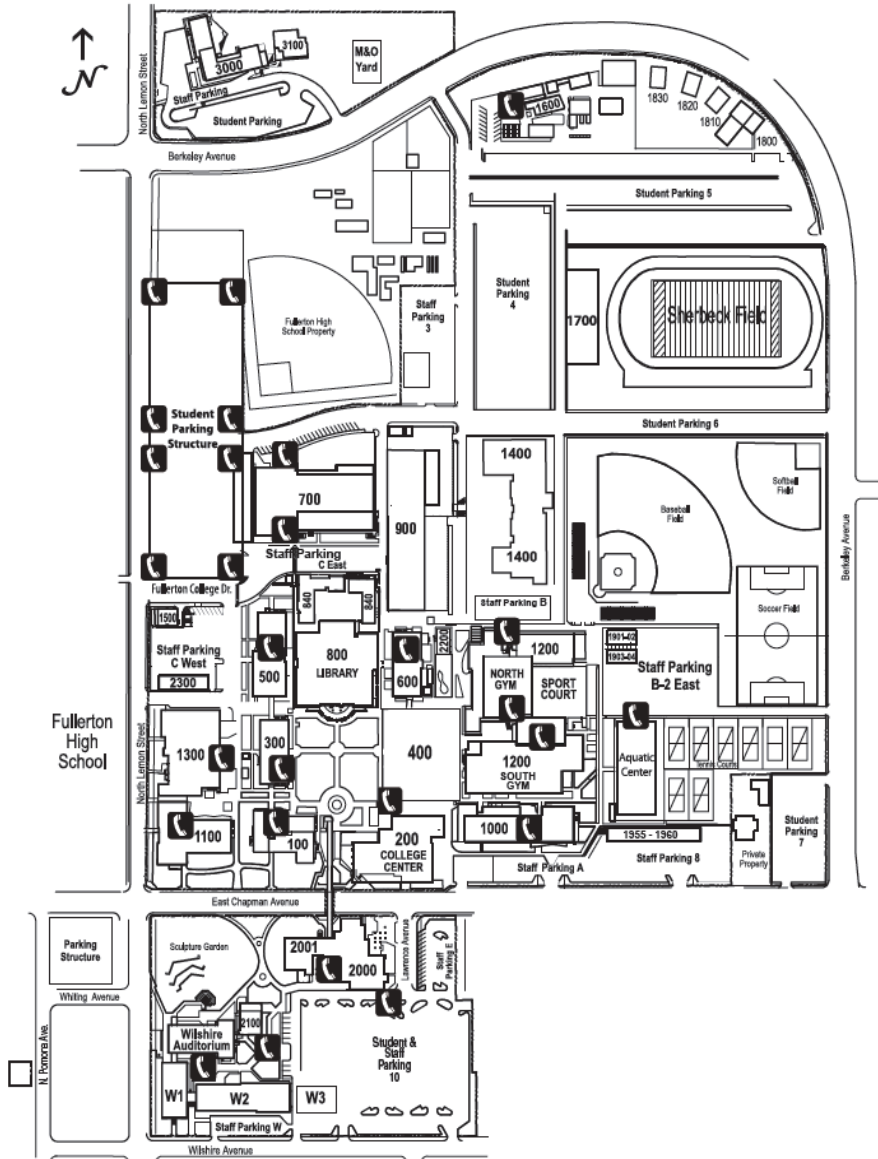 N
North Lemon Street
3000
3100
M&O
Yard
Staff Parking
Student Parking
Berkeley Avenue
1600
1830
1820
1810
1800
Student Parking 5
Fullerton High
School Property
Staff
Parking
3
Student
Parking
4
1700
Sherbeck Field
Student
Parking
Structure
Student Parking 6
700
900
1400
1400
Baseball
Field
Softball
Field
Berkeley Avenue
Staff Parking
C East
Fullerton College Dr.
840
840
Staff Parking B
Soccer Field
1500
Staff Parking
C West
2300
500
800
LIBRARY
600
2200
1200
NORTH
GYM
SPORT
COURT
1901-02
1903-04
Staff Parking
B-2 East
Fullerton
High
School
North Lemon Street
1300
300
400
1200
SOUTH
GYM
Aquatic
Center
Tennis Courts
1100
100
200
COLLEGE
CENTER
1000
1955 - 1960
Staff Parking A
Staff Parking 8
Private
Property
Student
Parking
7
East Chapman Avenue
Parking
Structure
Whiting Avenue
Sculpture Garden
2001
2000
Lawrence Avenue
Staff
Parking E
2100
Wilshire
Auditorium
Student &
Staff
Parking
10
N. Pomona Ave.
W1
W2
W3
Staff Parking W
Wilshire Avenue